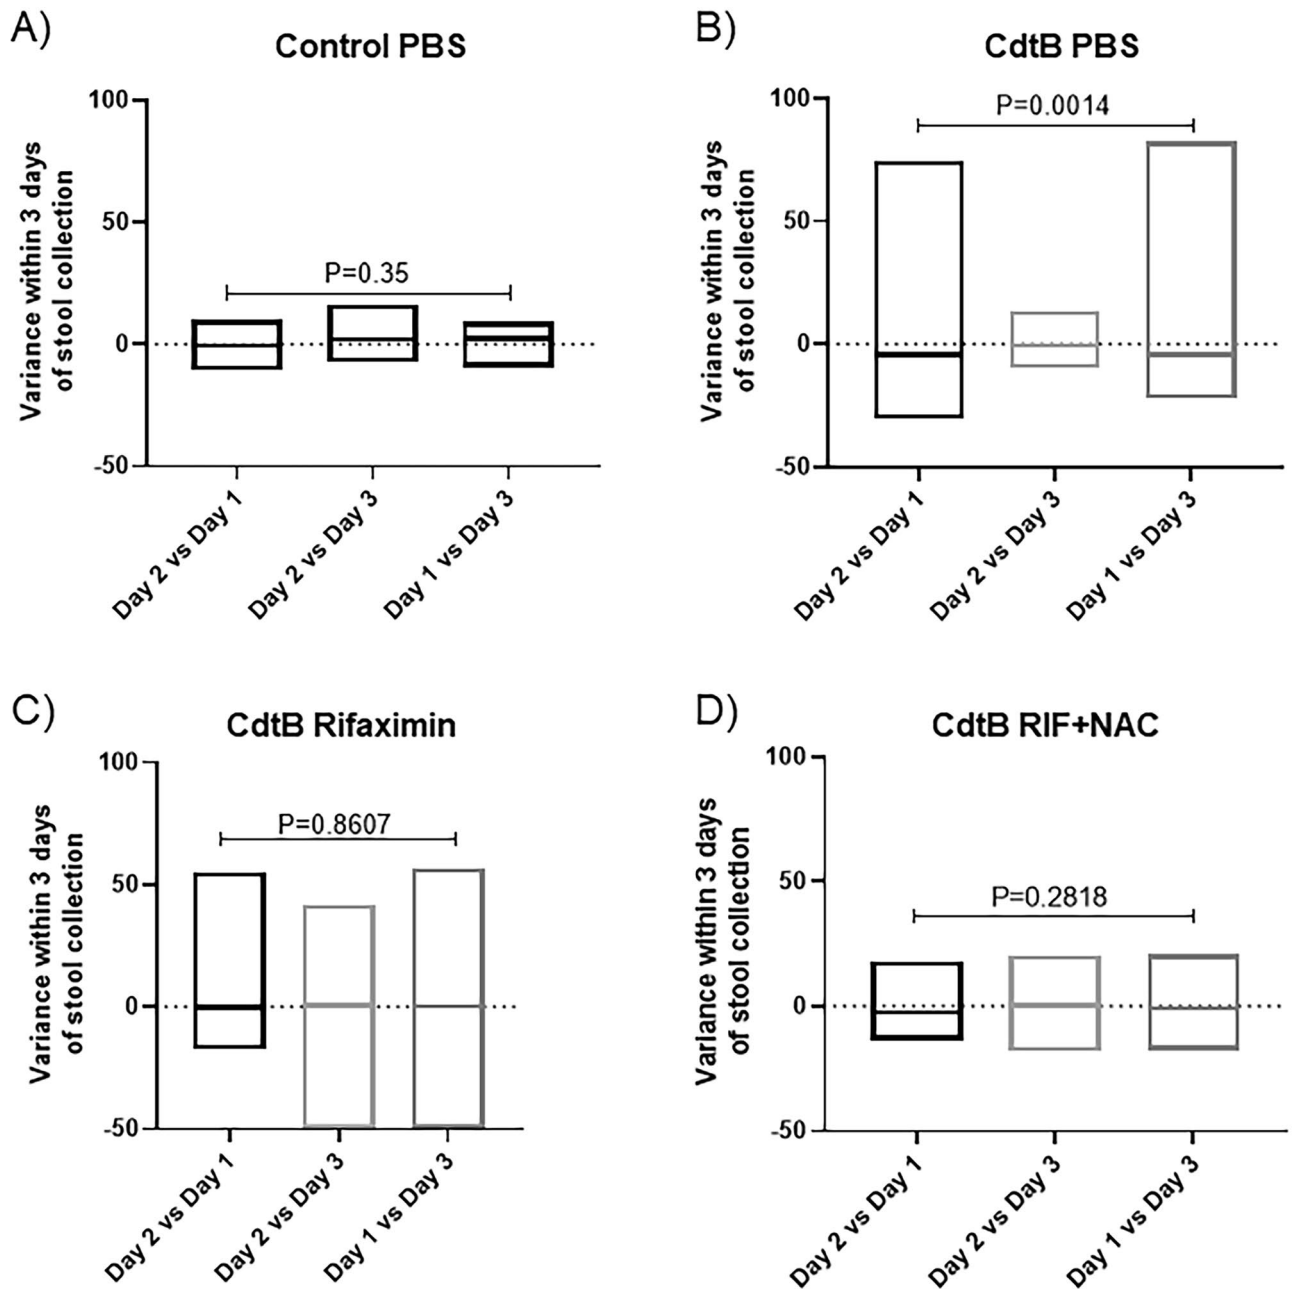 A)
Control PBS
Variance within 3 days
of stool collection
100
50
0
-50
P=0.35
Day 2 vs Day 1
Day 2 vs Day 3
Day 1 vs Day 3
B)
CdtB PBS
Variance within 3 days
of stool collection
100
50
0
-50
P=0.0014
Day 2 vs Day 1
Day 2 vs Day 3
Day 1 vs Day 3
C)
CdtB Rifaximin
Variance within 3 days
of stool collection
100
50
0
-50
P=0.8607
Day 2 vs Day 1
Day 2 vs Day 3
Day 1 vs Day 3
D)
CdtB RIF+NAC
Variance within 3 days
of stool collection
100
50
0
-50
P=0.2818
Day 2 vs Day 1
Day 2 vs Day 3
Day 1 vs Day 3